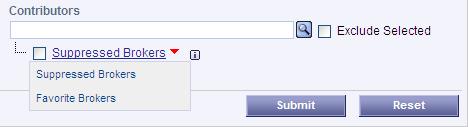 Contributors
Exclude Selected
Suppressed Brokers
Suppressed Brokers
Favorite Brokers
Submit Reset